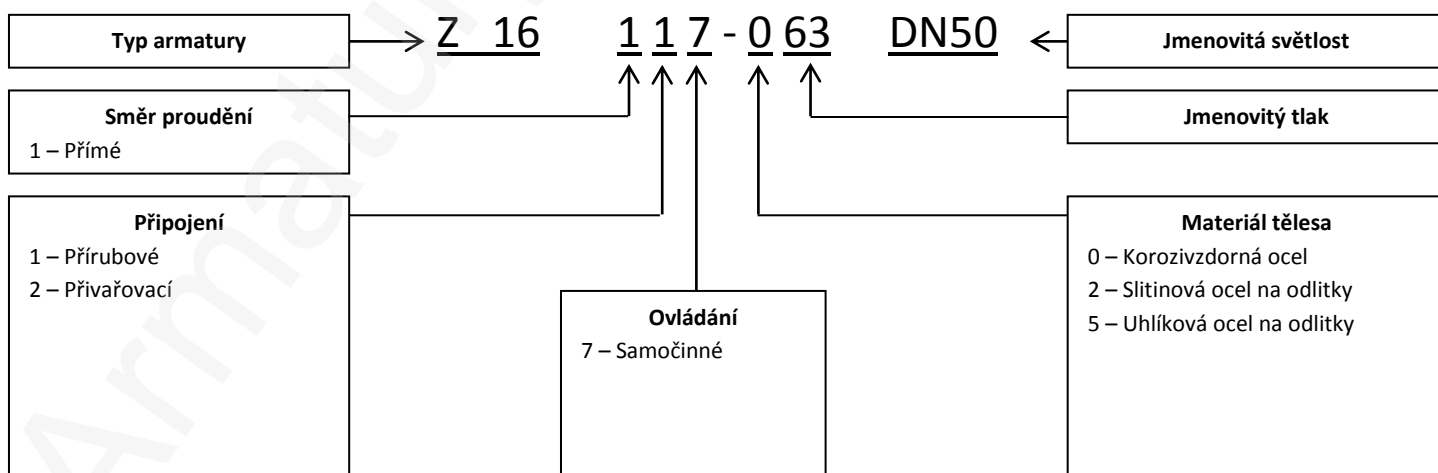 Typ armatury
Z 16 1 1 7 - 0 63 DN50
Jmenovitá světlost
Směr proudění
1 – Přímé
Jmenovitý tlak
Připojení
1 – Přírubové
2 – Přivařovací
Ovládání
7 – Samočinné
Materiál tělesa
0 – Korozivzdorná ocel
2 – Slitinová ocel na odlitky
5 – Uhlíková ocel na odlitky
Armatu